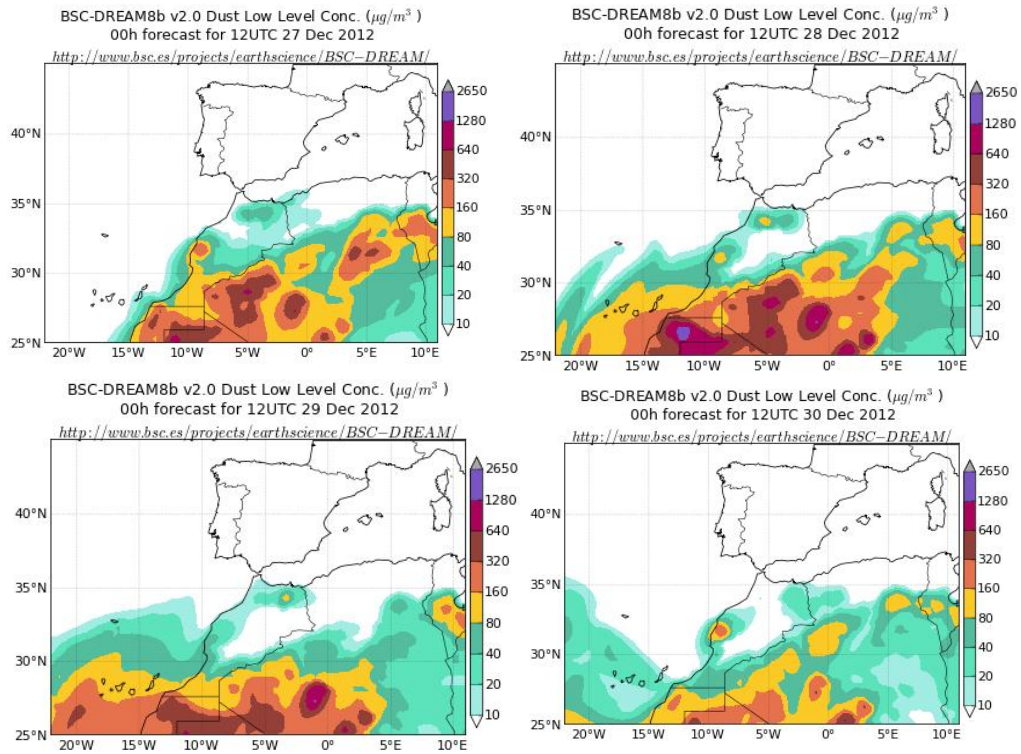 BSC-DREAM8b v2.0 Dust Low Level Conc. (μg/m³ )
00h forecast for 12UTC 27 Dec 2012
http://www.bsc.es/projects/earthscience/BSC−DREAM/
40°N
35°N
30°N
25°N
20°W
15°W
10°W
5°W
0°
5°E
10°E
2650
1280
640
320
160
80
40
20
10
BSC-DREAM8b v2.0 Dust Low Level Conc. (μg/m³ )
00h forecast for 12UTC 28 Dec 2012
http://www.bsc.es/projects/earthscience/BSC−DREAM/
40°N
35°N
30°N
25°N
20°W
15°W
10°W
5°W
0°
5°E
10°E
2650
1280
640
320
160
80
40
20
10
BSC-DREAM8b v2.0 Dust Low Level Conc. (μg/m³ )
00h forecast for 12UTC 29 Dec 2012
http://www.bsc.es/projects/earthscience/BSC−DREAM/
40°N
35°N
30°N
25°N
20°W
15°W
10°W
5°W
0°
5°E
10°E
2650
1280
640
320
160
80
40
20
10
BSC-DREAM8b v2.0 Dust Low Level Conc. (μg/m³ )
00h forecast for 12UTC 30 Dec 2012
http://www.bsc.es/projects/earthscience/BSC−DREAM/
40°N
35°N
30°N
25°N
20°W
15°W
10°W
5°W
0°
5°E
10°E
2650
1280
640
320
160
80
40
20
10